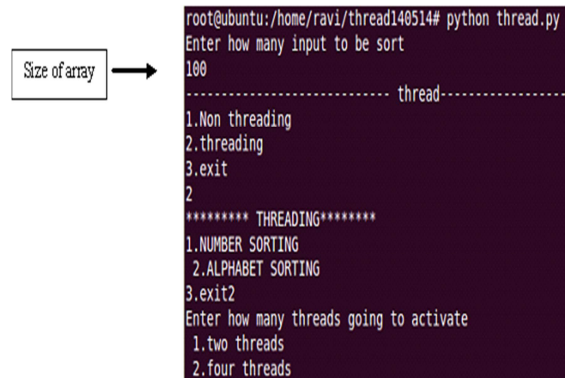 root@ubuntu:/home/ravi/thread140514# python thread.py
Enter how many input to be sort
Size of array
100
---------------------------- thread-----------------
1.Non threading
2.threading
3.exit
2
********* THREADING********
1.NUMBER SORTING
2.ALPHABET SORTING
3.exit2
Enter how many threads going to activate
1.two threads
2.four threads